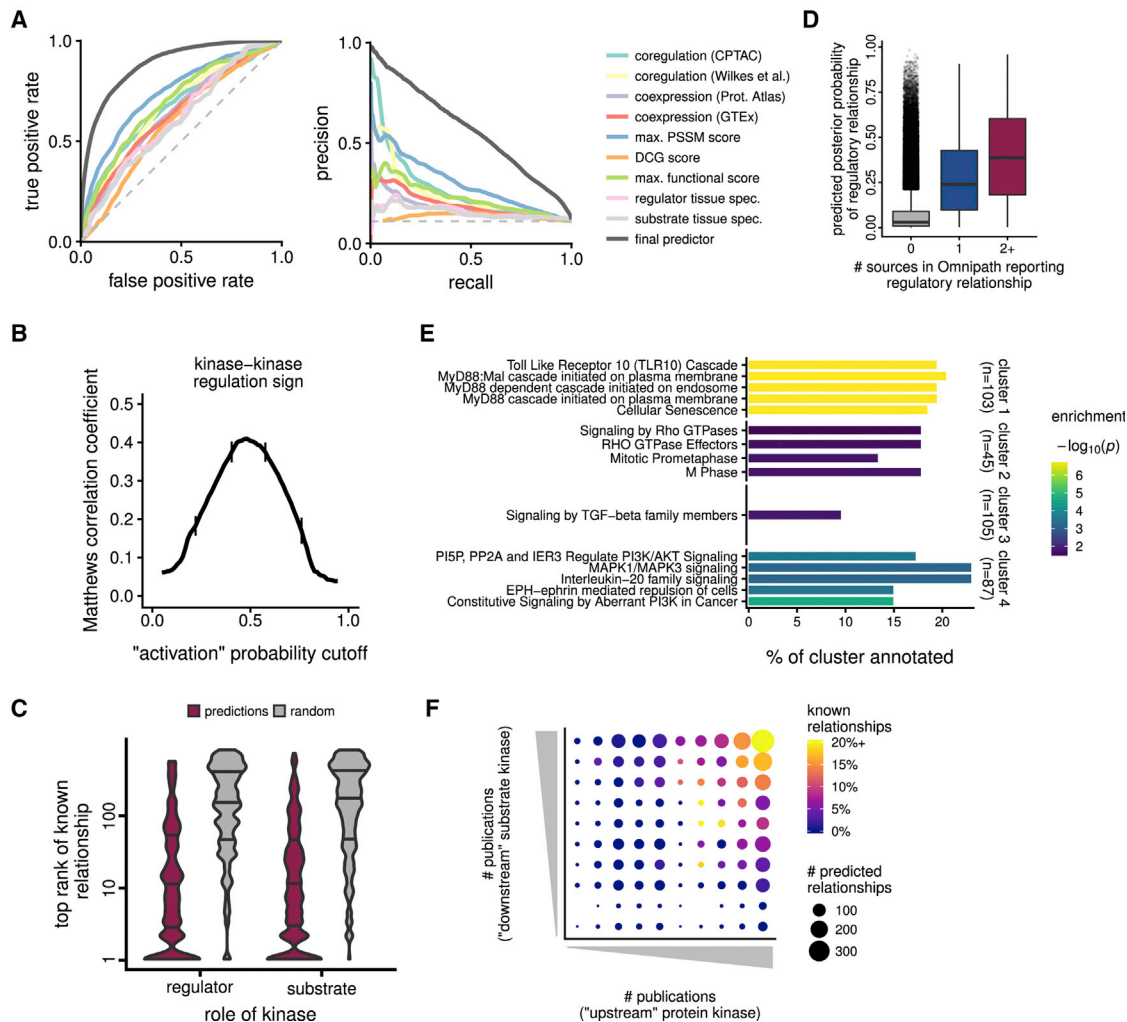 A
1.0
0.5
0.0
0.0
0.5
1.0
true positive rate
false positive rate
1.0
0.5
0.0
0.0
0.5
1.0
precision
recall
coregulation (CPTAC)
coregulation (Wilkes et al.)
coexpression (Prot. Atlas)
coexpression (GTEx)
max. PSSM score
DCG score
max. functional score
regulator tissue spec.
substrate tissue spec.
final predictor
D
predicted posterior probability
of regulatory relationship
1.00
0.75
0.50
0.25
0.00
0
1
2+
# sources in Omnipath reporting
regulatory relationship
B
kinase−kinase
regulation sign
Matthews correlation coefficient
0.5
0.4
0.3
0.2
0.1
0.0
0.0
0.5
1.0
"activation" probability cutoff
E
Toll Like Receptor 10 (TLR10) Cascade
MyD88:Mal cascade initiated on plasma membrane
MyD88 dependent cascade initiated on endosome
MyD88 cascade initiated on plasma membrane
Cellular Senescence
cluster 1
(n=103)
Signaling by Rho GTPases
RHO GTPase Effectors
Mitotic Prometaphase
M Phase
cluster 2
(n=45)
Signaling by TGF−beta family members
cluster 3
(n=105)
PI5P, PP2A and IER3 Regulate PI3K/AKT Signaling
MAPK1/MAPK3 signaling
Interleukin−20 family signaling
EPH−ephrin mediated repulsion of cells
Constitutive Signaling by Aberrant PI3K in Cancer
cluster 4
(n=87)
0
5
10
15
20
% of cluster annotated
enrichment
−log10(p)
6
5
4
3
2
C
predictions
random
top rank of known
relationship
100
10
1
regulator
substrate
role of kinase
F
# publications
("downstream" substrate kinase)
# publications
("upstream" protein kinase)
known
relationships
20%+
15%
10%
5%
0%
# predicted
relationships
100
200
300